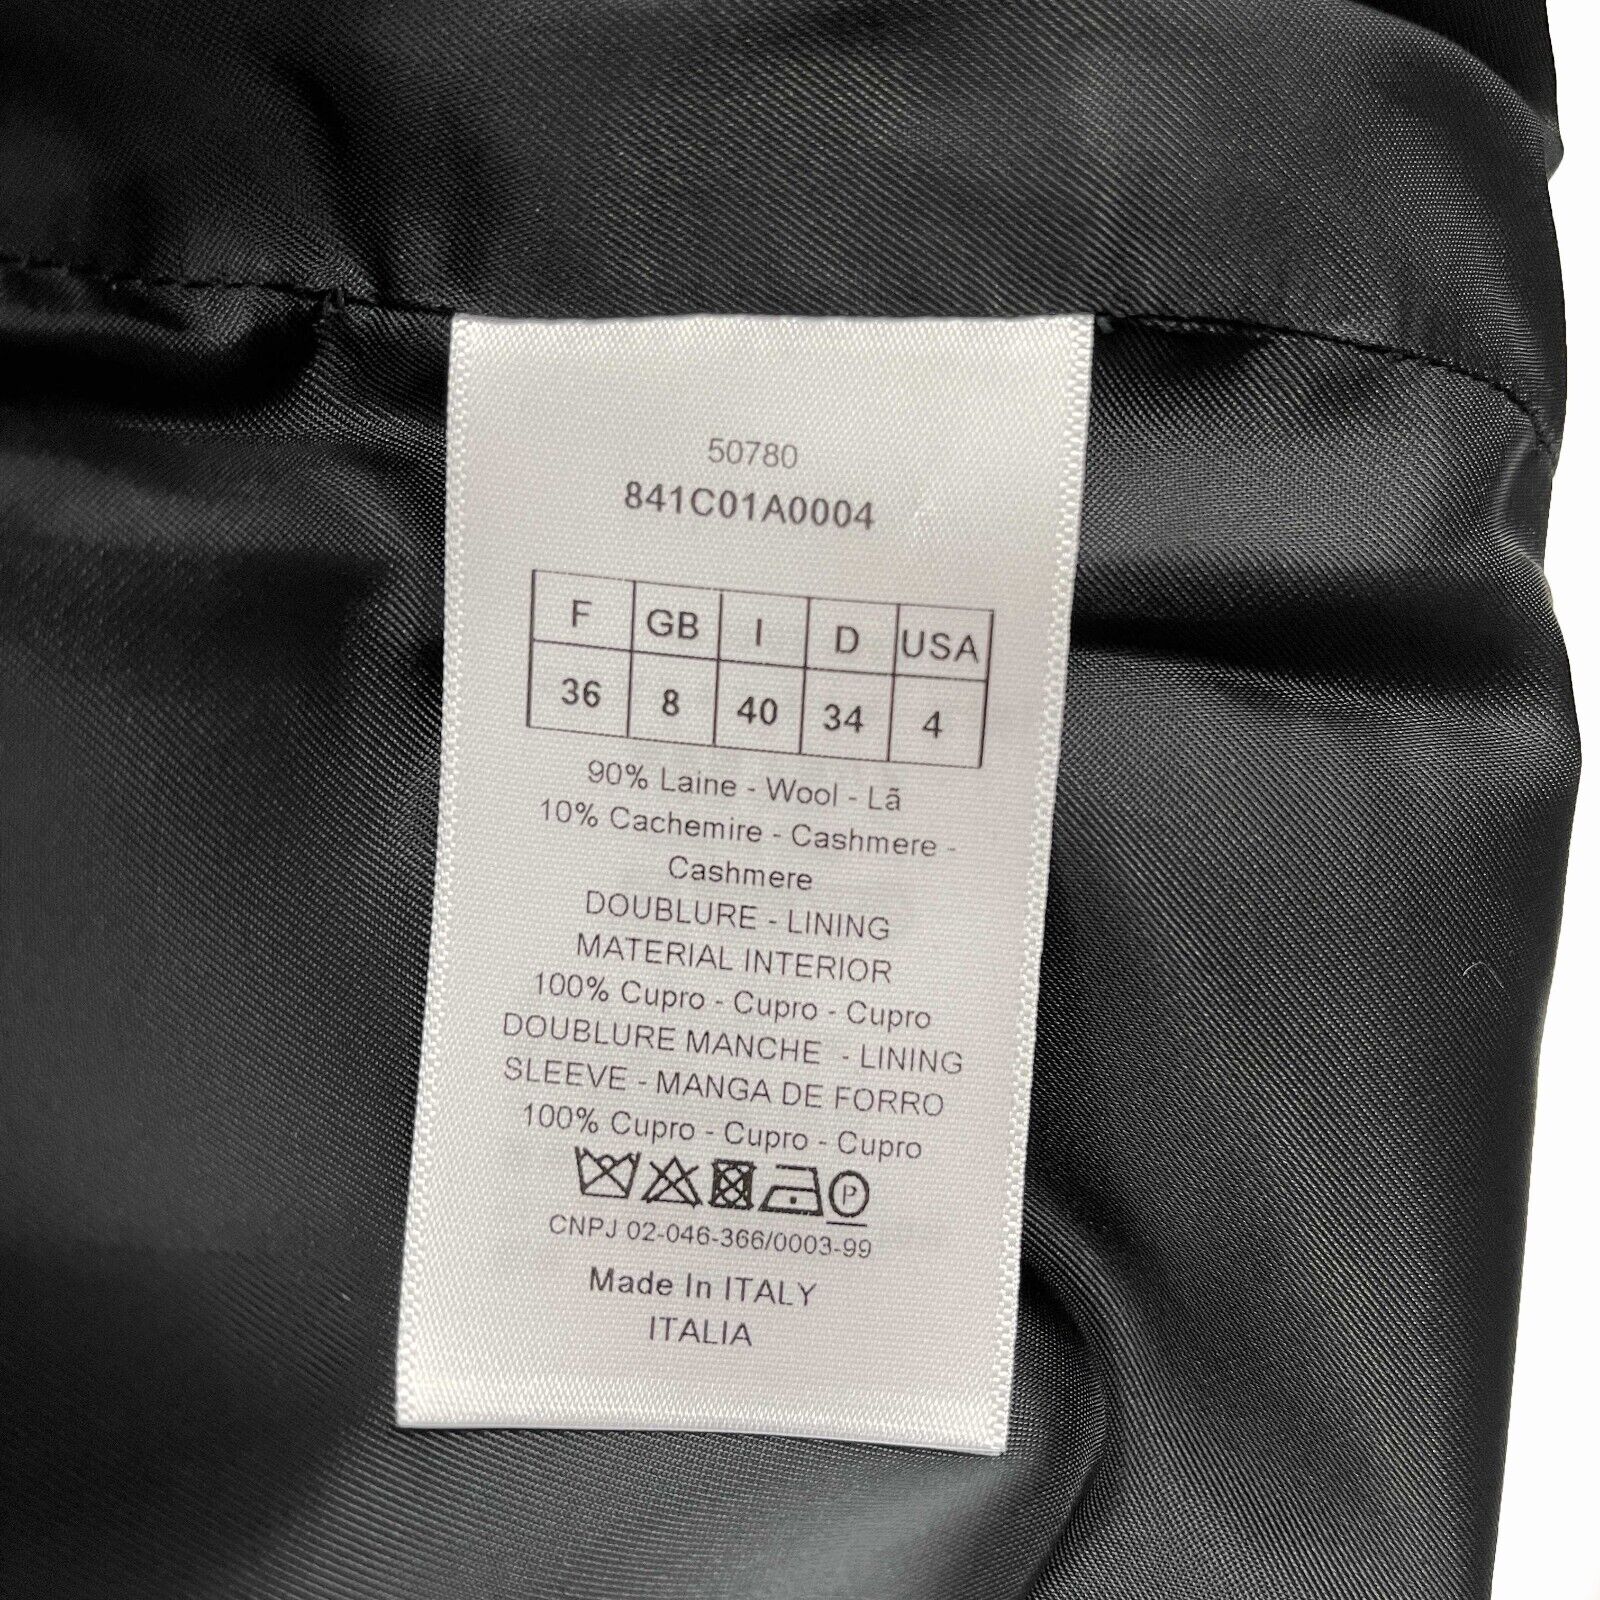 50780
841C01A0004
F GB I D USA
36 8 40 34 4
90% Laine - Wool - Lã
10% Cachemire - Cashmere -
Cashmere
DOUBLURE - LINING
MATERIAL INTERIOR
100% Cupro - Cupro - Cupro
DOUBLURE MANCHE - LINING
SLEEVE - MANGA DE FORRO
100% Cupro - Cupro - Cupro
P
CNPJ 02-046-366/0003-99
Made In ITALY
ITALIA